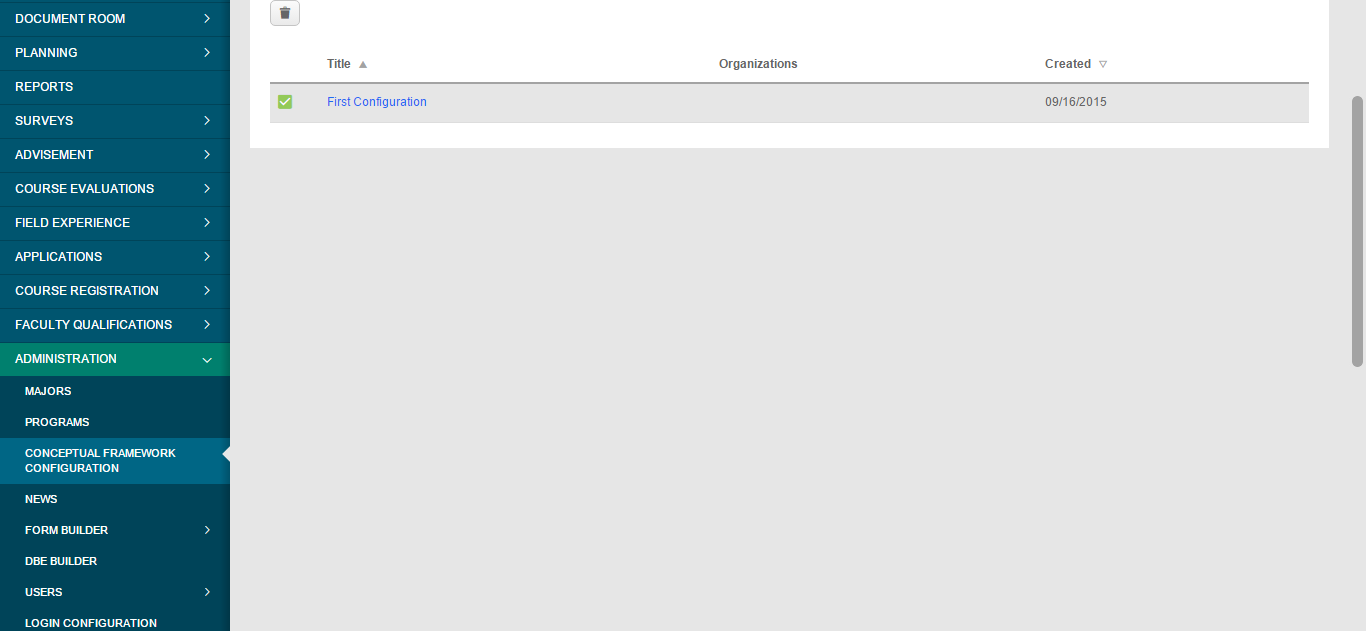 DOCUMENT ROOM
PLANNING
REPORTS
SURVEYS
ADVISEMENT
COURSE EVALUATIONS
FIELD EXPERIENCE
APPLICATIONS
COURSE REGISTRATION
FACULTY QUALIFICATIONS
ADMINISTRATION
MAJORS
PROGRAMS
CONCEPTUAL FRAMEWORK
CONFIGURATION
NEWS
FORM BUILDER
DBE BUILDER
USERS
LOGIN CONFIGURATION
Title Organizations Created
First Configuration 09/16/2015